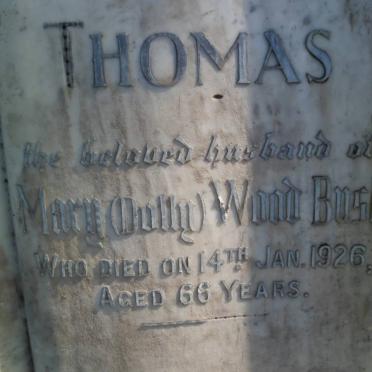 THOMAS
the beloved husband of
Mary (Dolly) Wood Bus
WHO DIED ON 14TH JAN. 1926,
AGED 66 YEARS.